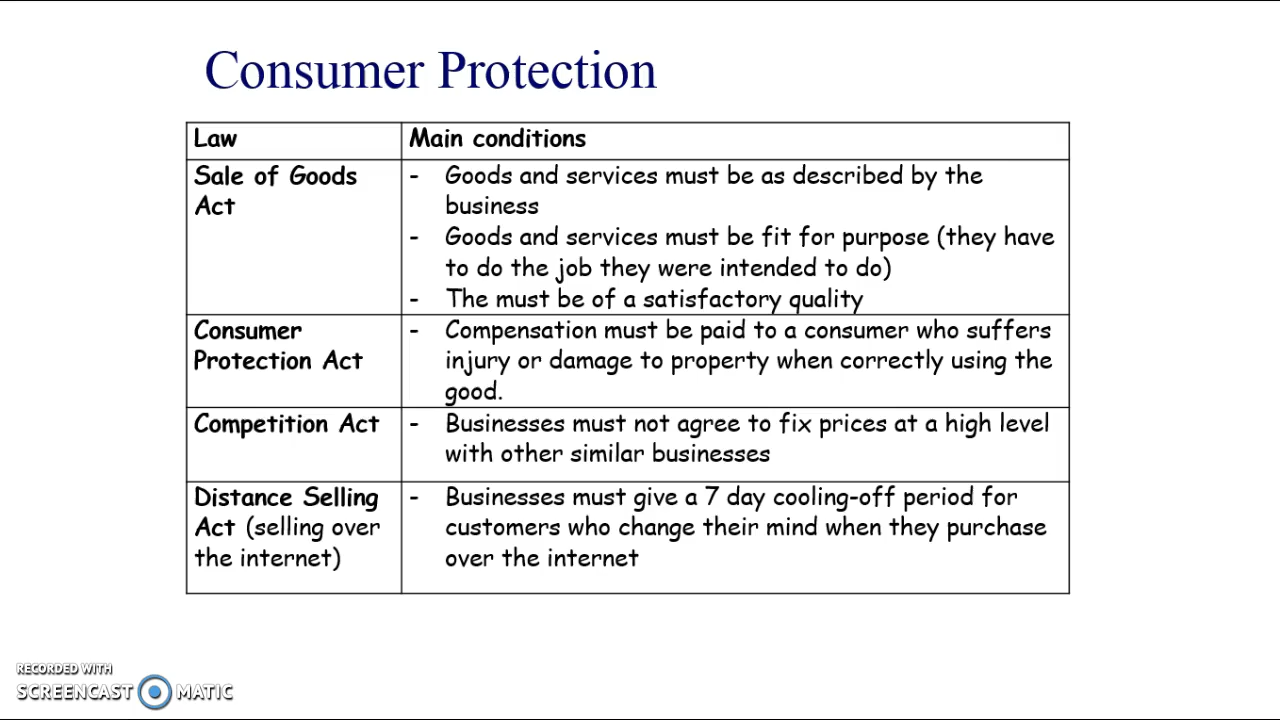 Consumer Protection
Law
Main conditions
Sale of Goods
Act
- Goods and services must be as described by the
business
- Goods and services must be fit for purpose (they have
to do the job they were intended to do)
- The must be of a satisfactory quality
Consumer
Protection Act
- Compensation must be paid to a consumer who suffers
injury or damage to property when correctly using the
good.
Competition Act
- Businesses must not agree to fix prices at a high level
with other similar businesses
Distance Selling
Act (selling over
the internet)
- Businesses must give a 7 day cooling-off period for
customers who change their mind when they purchase
over the internet
RECORDED WITH
SCREENCAST MATIC